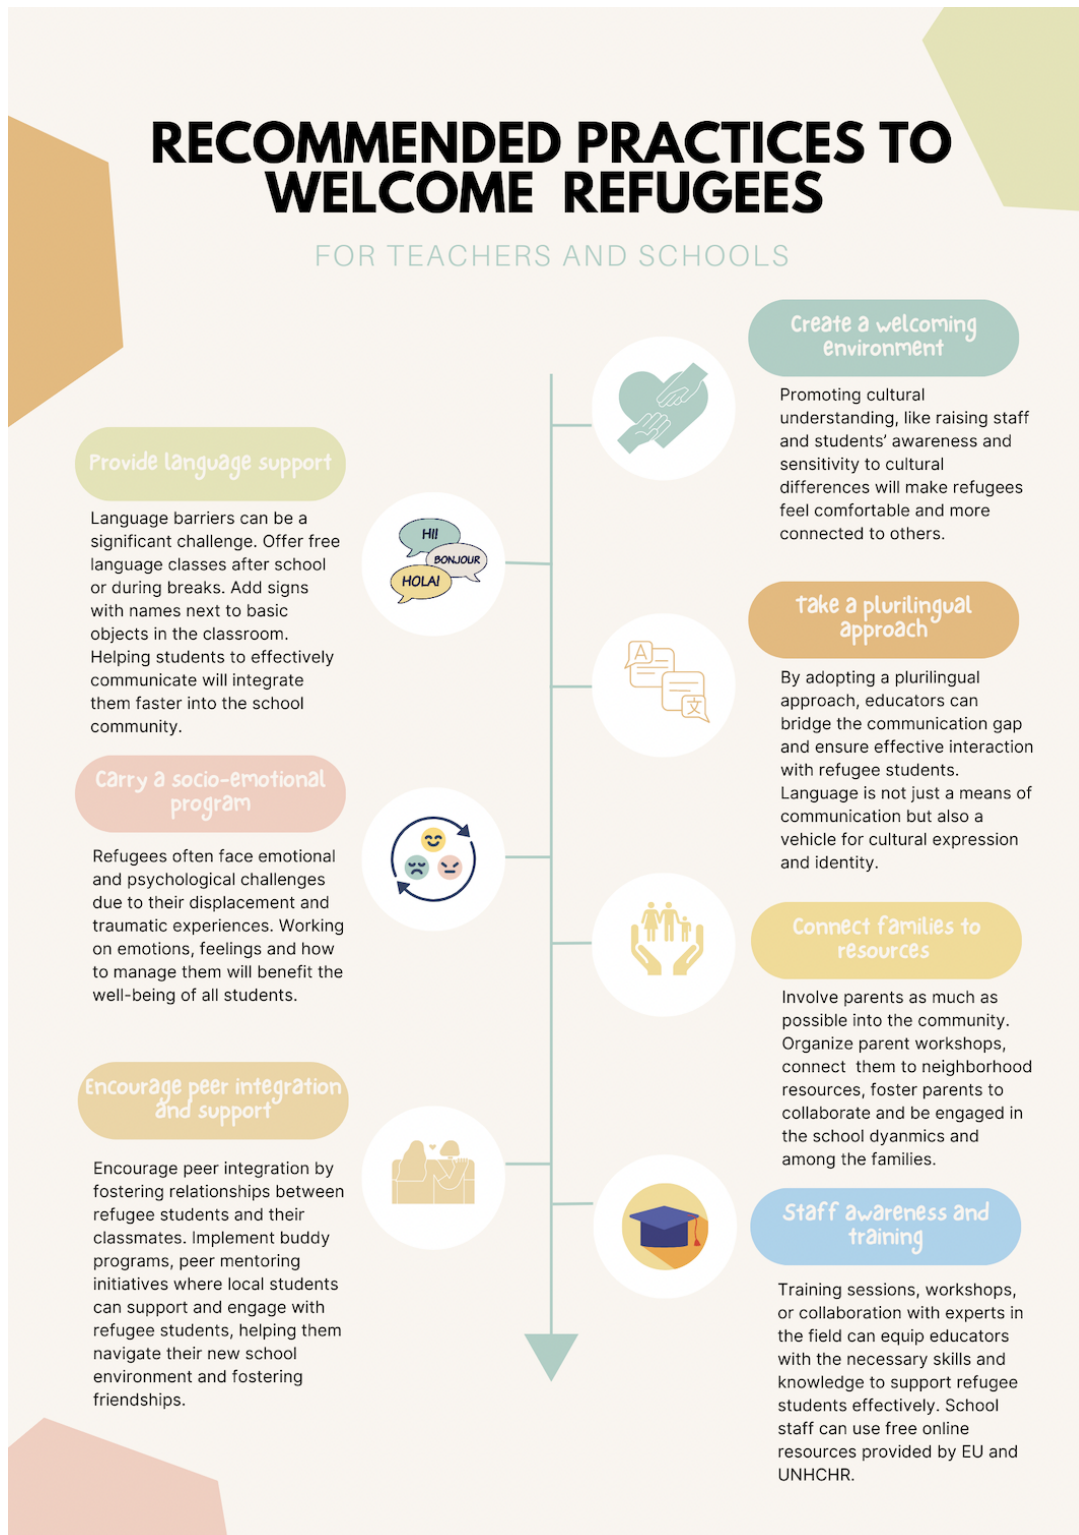 RECOMMENDED PRACTICES TO
WELCOME REFUGEES
FOR TEACHERS AND SCHOOLS
Create a welcoming
environment
Promoting cultural
understanding, like raising staff
and students' awareness and
sensitivity to cultural
differences will make refugees
feel comfortable and more
connected to others.
Provide language support
Language barriers can be a
significant challenge. Offer free
language classes after school
or during breaks. Add signs
with names next to basic
objects in the classroom.
Helping students to effectively
communicate will integrate
them faster into the school
community.
HI!
BONJOUR
HOLA!
Take a plurilingual
approach
A
文
By adopting a plurilingual
approach, educators can
bridge the communication gap
and ensure effective interaction
with refugee students.
Language is not just a means of
communication but also a
vehicle for cultural expression
and identity.
Carry a socio-emotional
program
Refugees often face emotional
and psychological challenges
due to their displacement and
traumatic experiences. Working
on emotions, feelings and how
to manage them will benefit the
well-being of all students.
Connect families to
resources
Involve parents as much as
possible into the community.
Organize parent workshops,
connect them to neighborhood
resources, foster parents to
collaborate and be engaged in
the school dyanmics and
among the families.
Encourage peer integration
and support
Encourage peer integration by
fostering relationships between
refugee students and their
classmates. Implement buddy
programs, peer mentoring
initiatives where local students
can support and engage with
refugee students, helping them
navigate their new school
environment and fostering
friendships.
Staff awareness and
training
Training sessions, workshops,
or collaboration with experts in
the field can equip educators
with the necessary skills and
knowledge to support refugee
students effectively. School
staff can use free online
resources provided by EU and
UNHCHR.